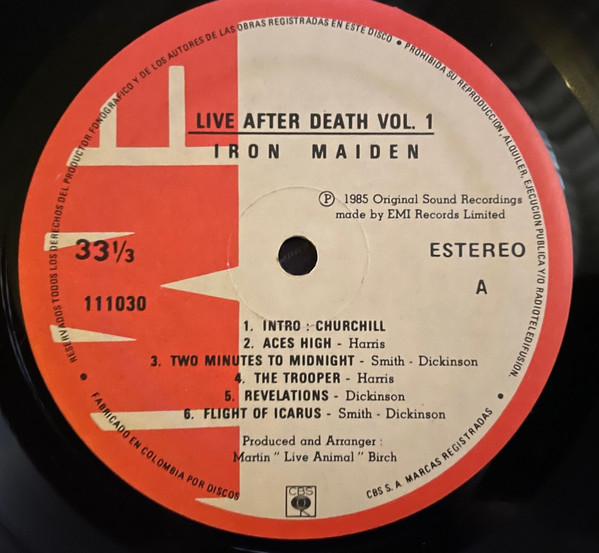 RESERVADOS TODOS LOS DERECHOS DEL PRODUCTOR FONOGRAFICO Y DE LOS AUTORES DE LAS OBRAS REGISTRADAS EN ESTE DISCO • PROHIBIDA SU REPRODUCCION, ALQUILER, EJECUCION PUBLICA Y/O RADIOTELEDIFUSION.
LIVE AFTER DEATH VOL. 1
IRON MAIDEN
Ⓟ 1985 Original Sound Recordings
made by EMI Records Limited
33 1/3
ESTEREO
111030
A
1. INTRO : CHURCHILL
2. ACES HIGH - Harris
3. TWO MINUTES TO MIDNIGHT - Smith - Dickinson
4. THE TROOPER - Harris
5. REVELATIONS - Dickinson
6. FLIGHT OF ICARUS - Smith - Dickinson
Produced and Arranger :
Martin " Live Animal " Birch
CBS
• FABRICADO EN COLOMBIA POR DISCOS
CBS S. A. MARCAS REGISTRADAS •